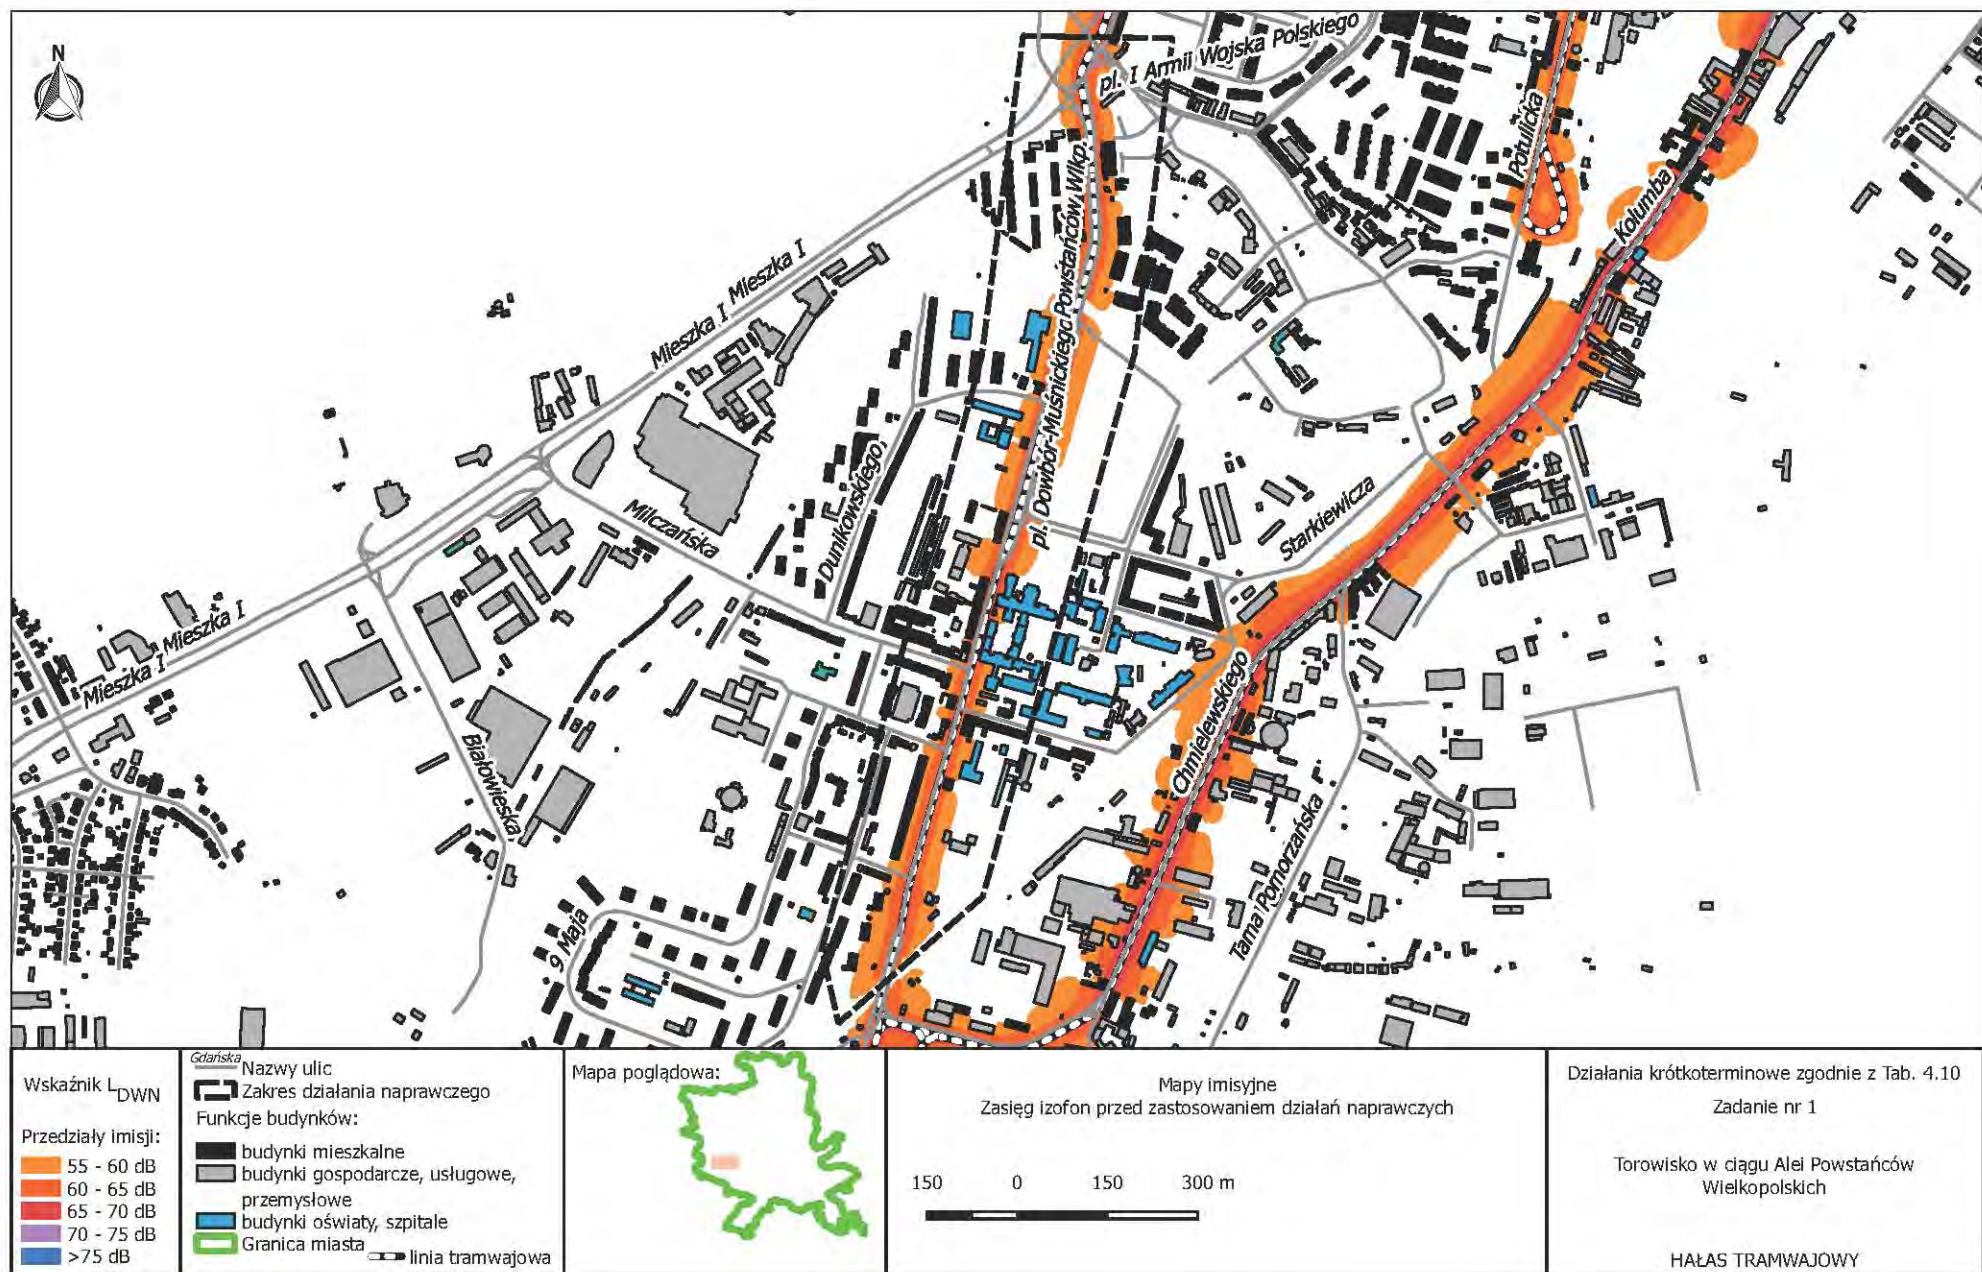 N
pl. I Armii Wojska Polskiego
Potulicka
Kolumba
Powstańców Wlkp.
Mieszka I
Mieszka I
pl. Dowbór-Muśnickiego
Dunikowskiego
Milczańska
Starkiewicza
Mieszka I
Mieszka I
Chmielewskiego
Białowieska
Tama Pomorzańska
9 Maja
Wskaźnik LDWN
Przedziały imisji:
55 - 60 dB
60 - 65 dB
65 - 70 dB
70 - 75 dB
>75 dB
Gdańska
Nazwy ulic
Zakres działania naprawczego
Funkcje budynków:
budynki mieszkalne
budynki gospodarcze, usługowe,
przemysłowe
budynki oświaty, szpitale
Granica miasta
linia tramwajowa
Mapa poglądowa:
Mapy imisyjne
Zasięg izofon przed zastosowaniem działań naprawczych
150 0 150 300 m
Działania krótkoterminowe zgodnie z Tab. 4.10
Zadanie nr 1
Torowisko w ciągu Alei Powstańców
Wielkopolskich
HAŁAS TRAMWAJOWY